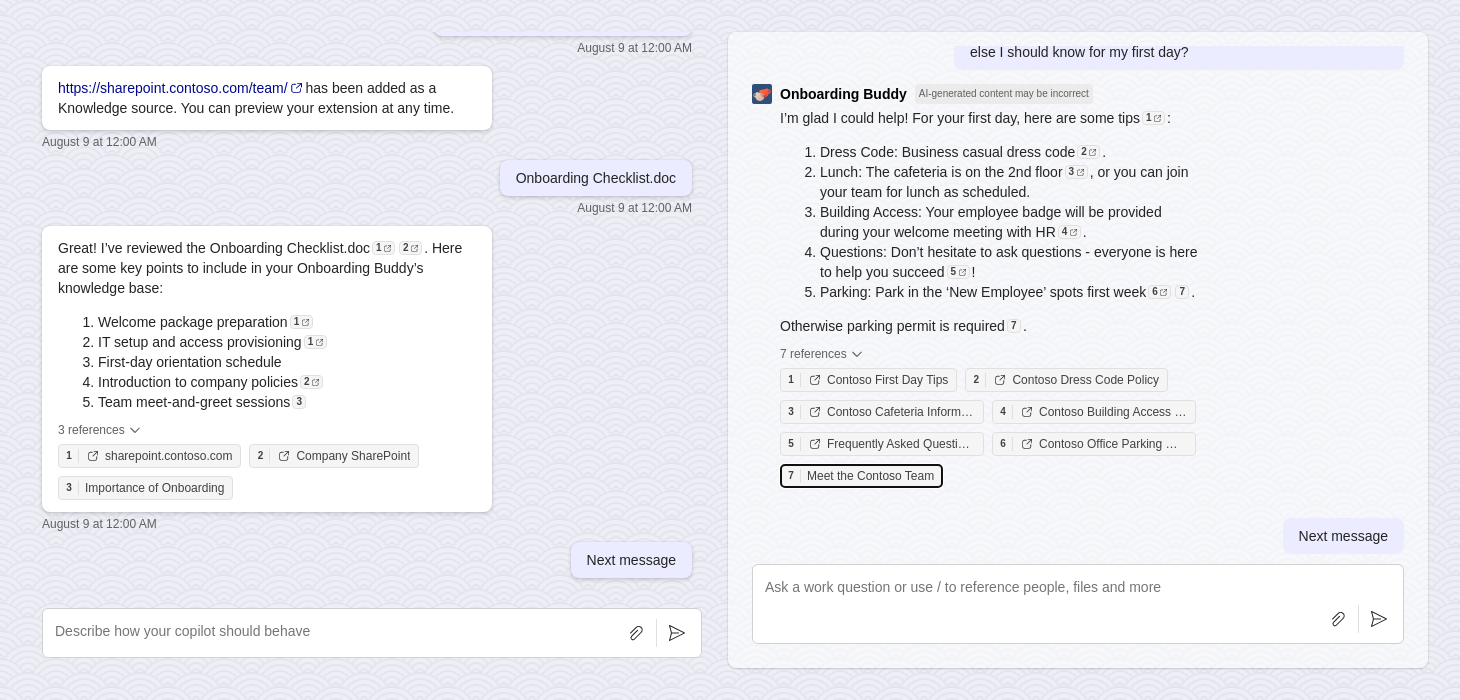 August 9 at 12:00 AM
https://sharepoint.contoso.com/team/ has been added as a
Knowledge source. You can preview your extension at any time.
August 9 at 12:00 AM
Onboarding Checklist.doc
August 9 at 12:00 AM
Great! I’ve reviewed the Onboarding Checklist.doc 1 2 . Here
are some key points to include in your Onboarding Buddy’s
knowledge base:
1. Welcome package preparation 1
2. IT setup and access provisioning 1
3. First-day orientation schedule
4. Introduction to company policies 2
5. Team meet-and-greet sessions 3
3 references
1 sharepoint.contoso.com 2 Company SharePoint
3 Importance of Onboarding
August 9 at 12:00 AM
Next message
Describe how your copilot should behave
else I should know for my first day?
Onboarding Buddy AI-generated content may be incorrect
I’m glad I could help! For your first day, here are some tips 1 :
1. Dress Code: Business casual dress code 2 .
2. Lunch: The cafeteria is on the 2nd floor 3 , or you can join
your team for lunch as scheduled.
3. Building Access: Your employee badge will be provided
during your welcome meeting with HR 4 .
4. Questions: Don’t hesitate to ask questions - everyone is here
to help you succeed 5 !
5. Parking: Park in the ‘New Employee’ spots first week 6 7 .
Otherwise parking permit is required 7 .
7 references
1 Contoso First Day Tips 2 Contoso Dress Code Policy
3 Contoso Cafeteria Inform… 4 Contoso Building Access …
5 Frequently Asked Questi… 6 Contoso Office Parking …
7 Meet the Contoso Team
Next message
Ask a work question or use / to reference people, files and more